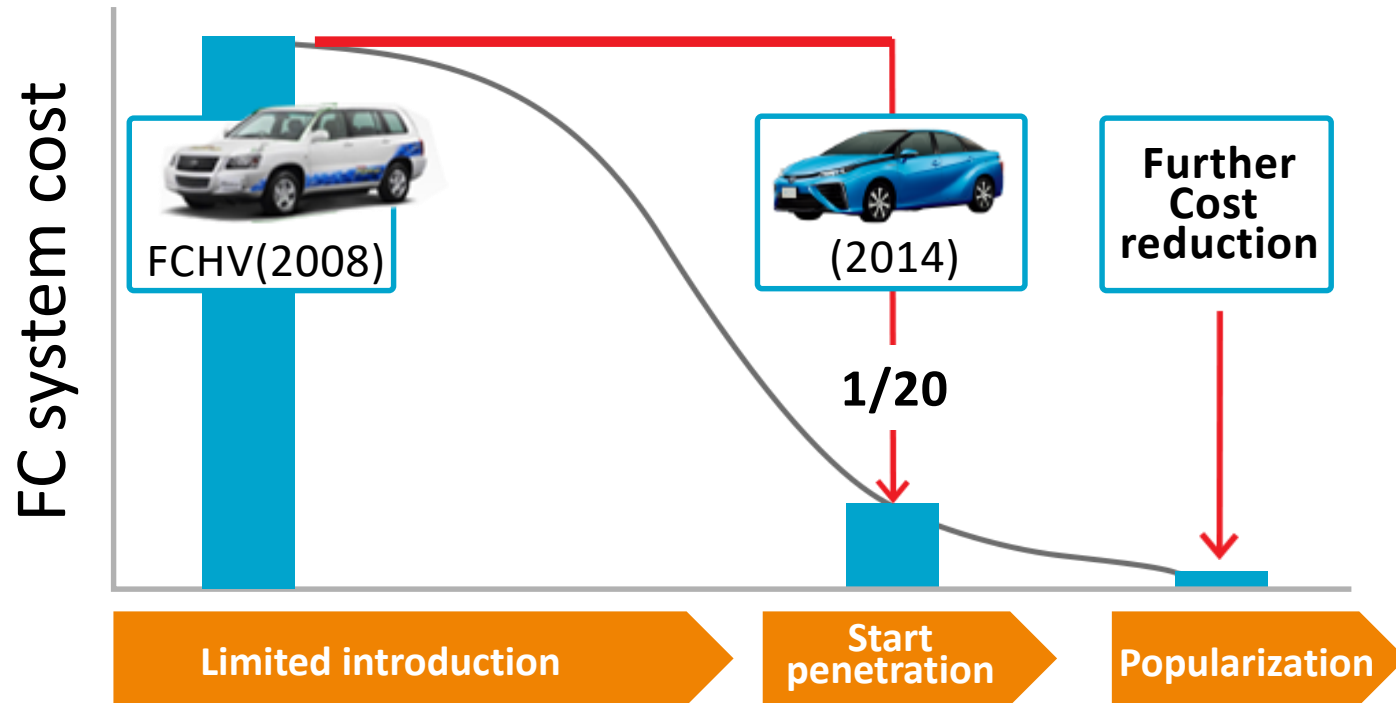 FC system cost
FCHV(2008)
(2014)
1/20
Further
Cost
reduction
Limited introduction
Start
penetration
Popularization